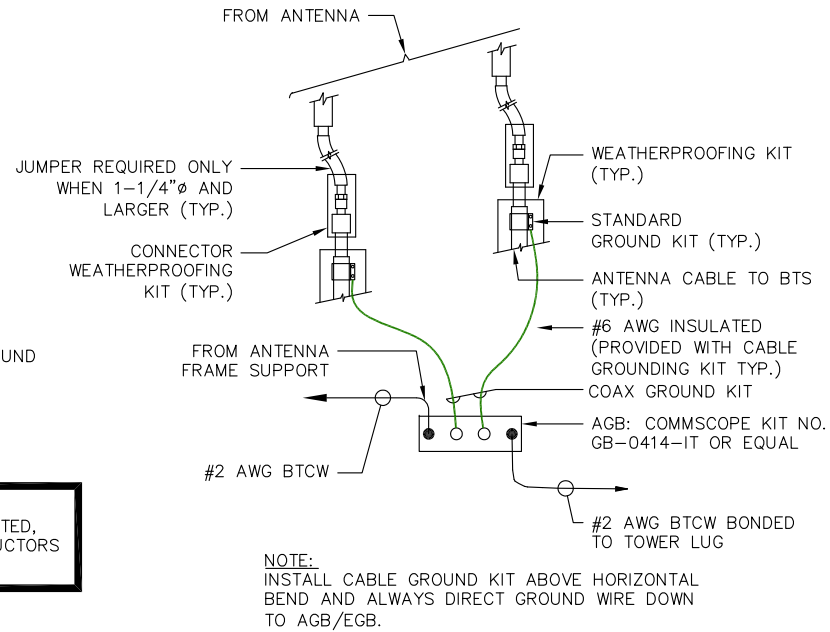 FROM ANTENNA
JUMPER REQUIRED ONLY
WHEN 1-1/4"ø AND
LARGER (TYP.)
CONNECTOR
WEATHERPROOFING
KIT (TYP.)
WEATHERPROOFING KIT
(TYP.)
STANDARD
GROUND KIT (TYP.)
ANTENNA CABLE TO BTS
(TYP.)
#6 AWG INSULATED
(PROVIDED WITH CABLE
GROUNDING KIT TYP.)
UND
FROM ANTENNA
FRAME SUPPORT
COAX GROUND KIT
AGB: COMMSCOPE KIT NO.
GB-0414-IT OR EQUAL
#2 AWG BTCW
#2 AWG BTCW BONDED
TO TOWER LUG
TED,
UCTORS
NOTE:
INSTALL CABLE GROUND KIT ABOVE HORIZONTAL
BEND AND ALWAYS DIRECT GROUND WIRE DOWN
TO AGB/EGB.